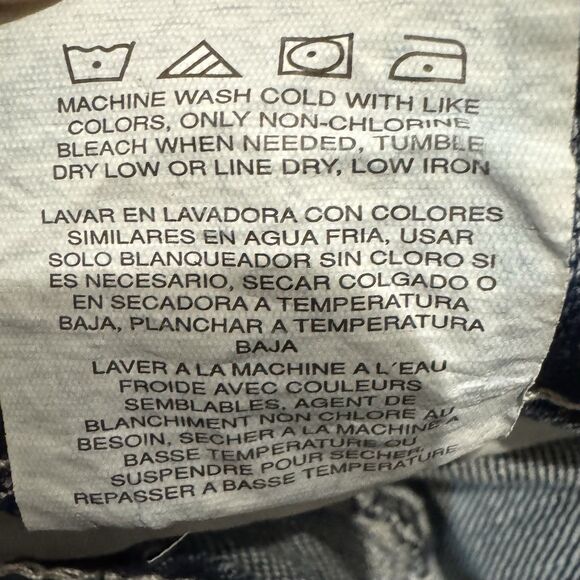 MACHINE WASH COLD WITH LIKE
COLORS, ONLY NON-CHLORINE
BLEACH WHEN NEEDED, TUMBLE
DRY LOW OR LINE DRY, LOW IRON
LAVAR EN LAVADORA CON COLORES
SIMILARES EN AGUA FRIA, USAR
SOLO BLANQUEADOR SIN CLORO SI
ES NECESARIO, SECAR COLGADO O
EN SECADORA A TEMPERATURA
BAJA, PLANCHAR A TEMPERATURA
BAJA
LAVER A LA MACHINE A L´EAU
FROIDE AVEC COULEURS
SEMBLABLES, AGENT DE
BLANCHIMENT NON CHLORE AU
BESOIN, SECHER A LA MACHINE A
BASSE TEMPERATURE OU
SUSPENDRE POUR SECHER,
REPASSER A BASSE TEMPERATURE